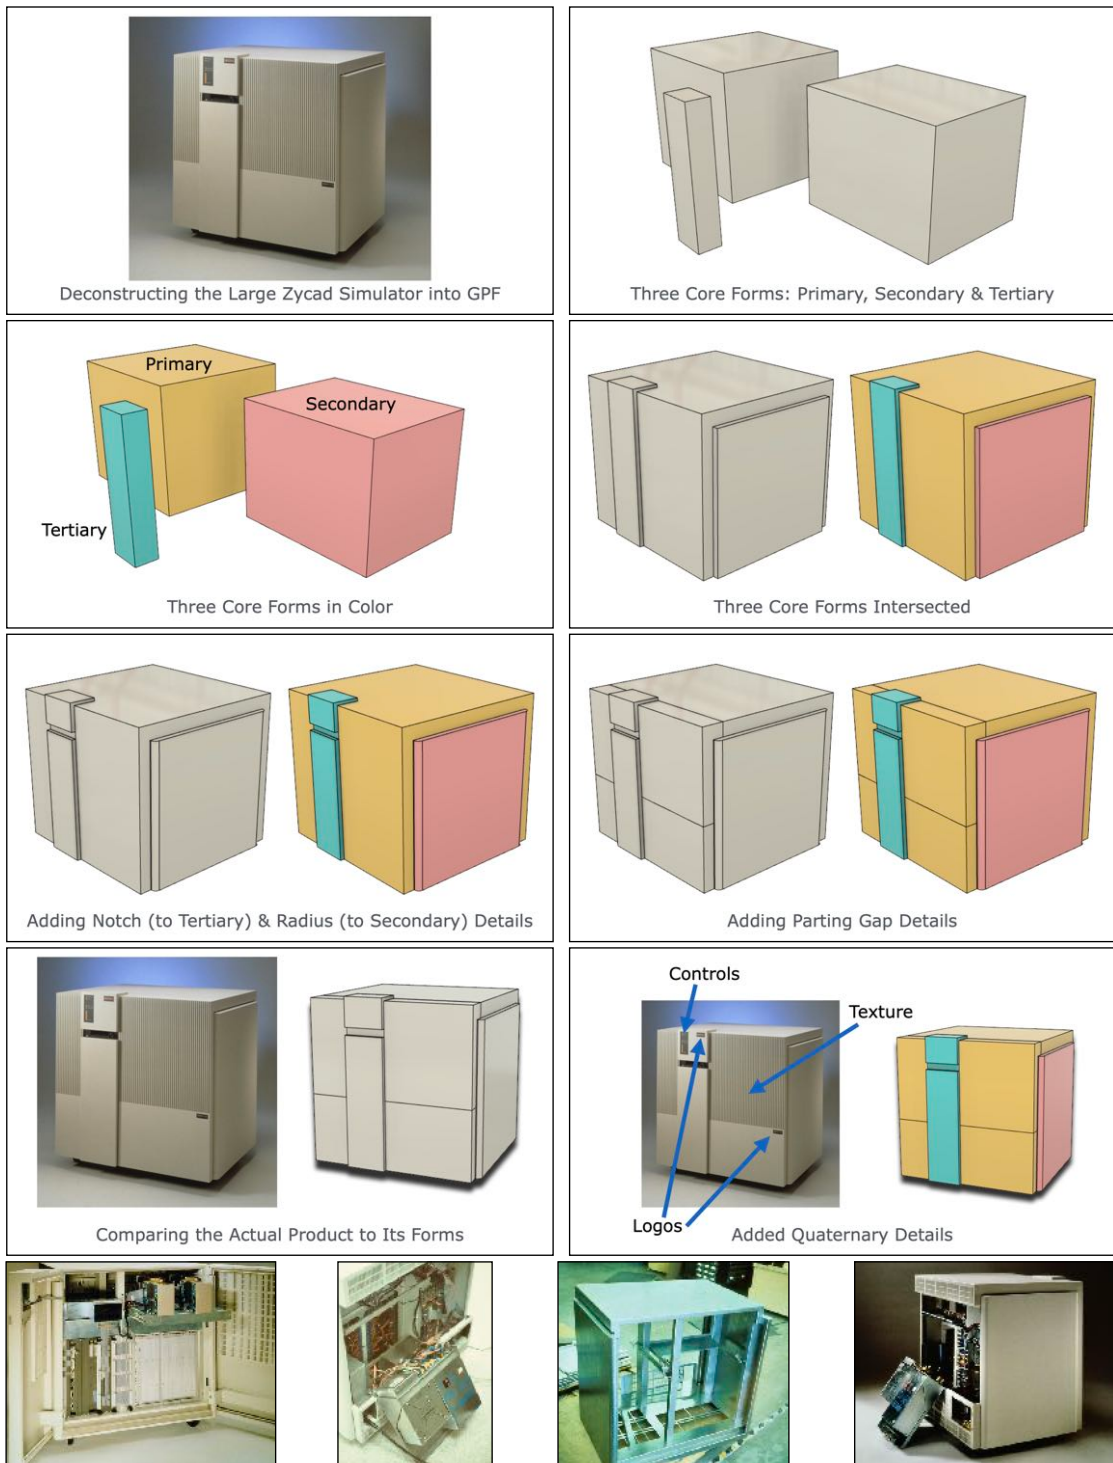 Deconstructing the Large Zycad Simulator into GPF
Three Core Forms: Primary, Secondary & Tertiary
Primary
Secondary
Tertiary
Three Core Forms in Color
Three Core Forms Intersected
Adding Notch (to Tertiary) & Radius (to Secondary) Details
Adding Parting Gap Details
Comparing the Actual Product to Its Forms
Controls
Texture
Logos
Added Quaternary Details